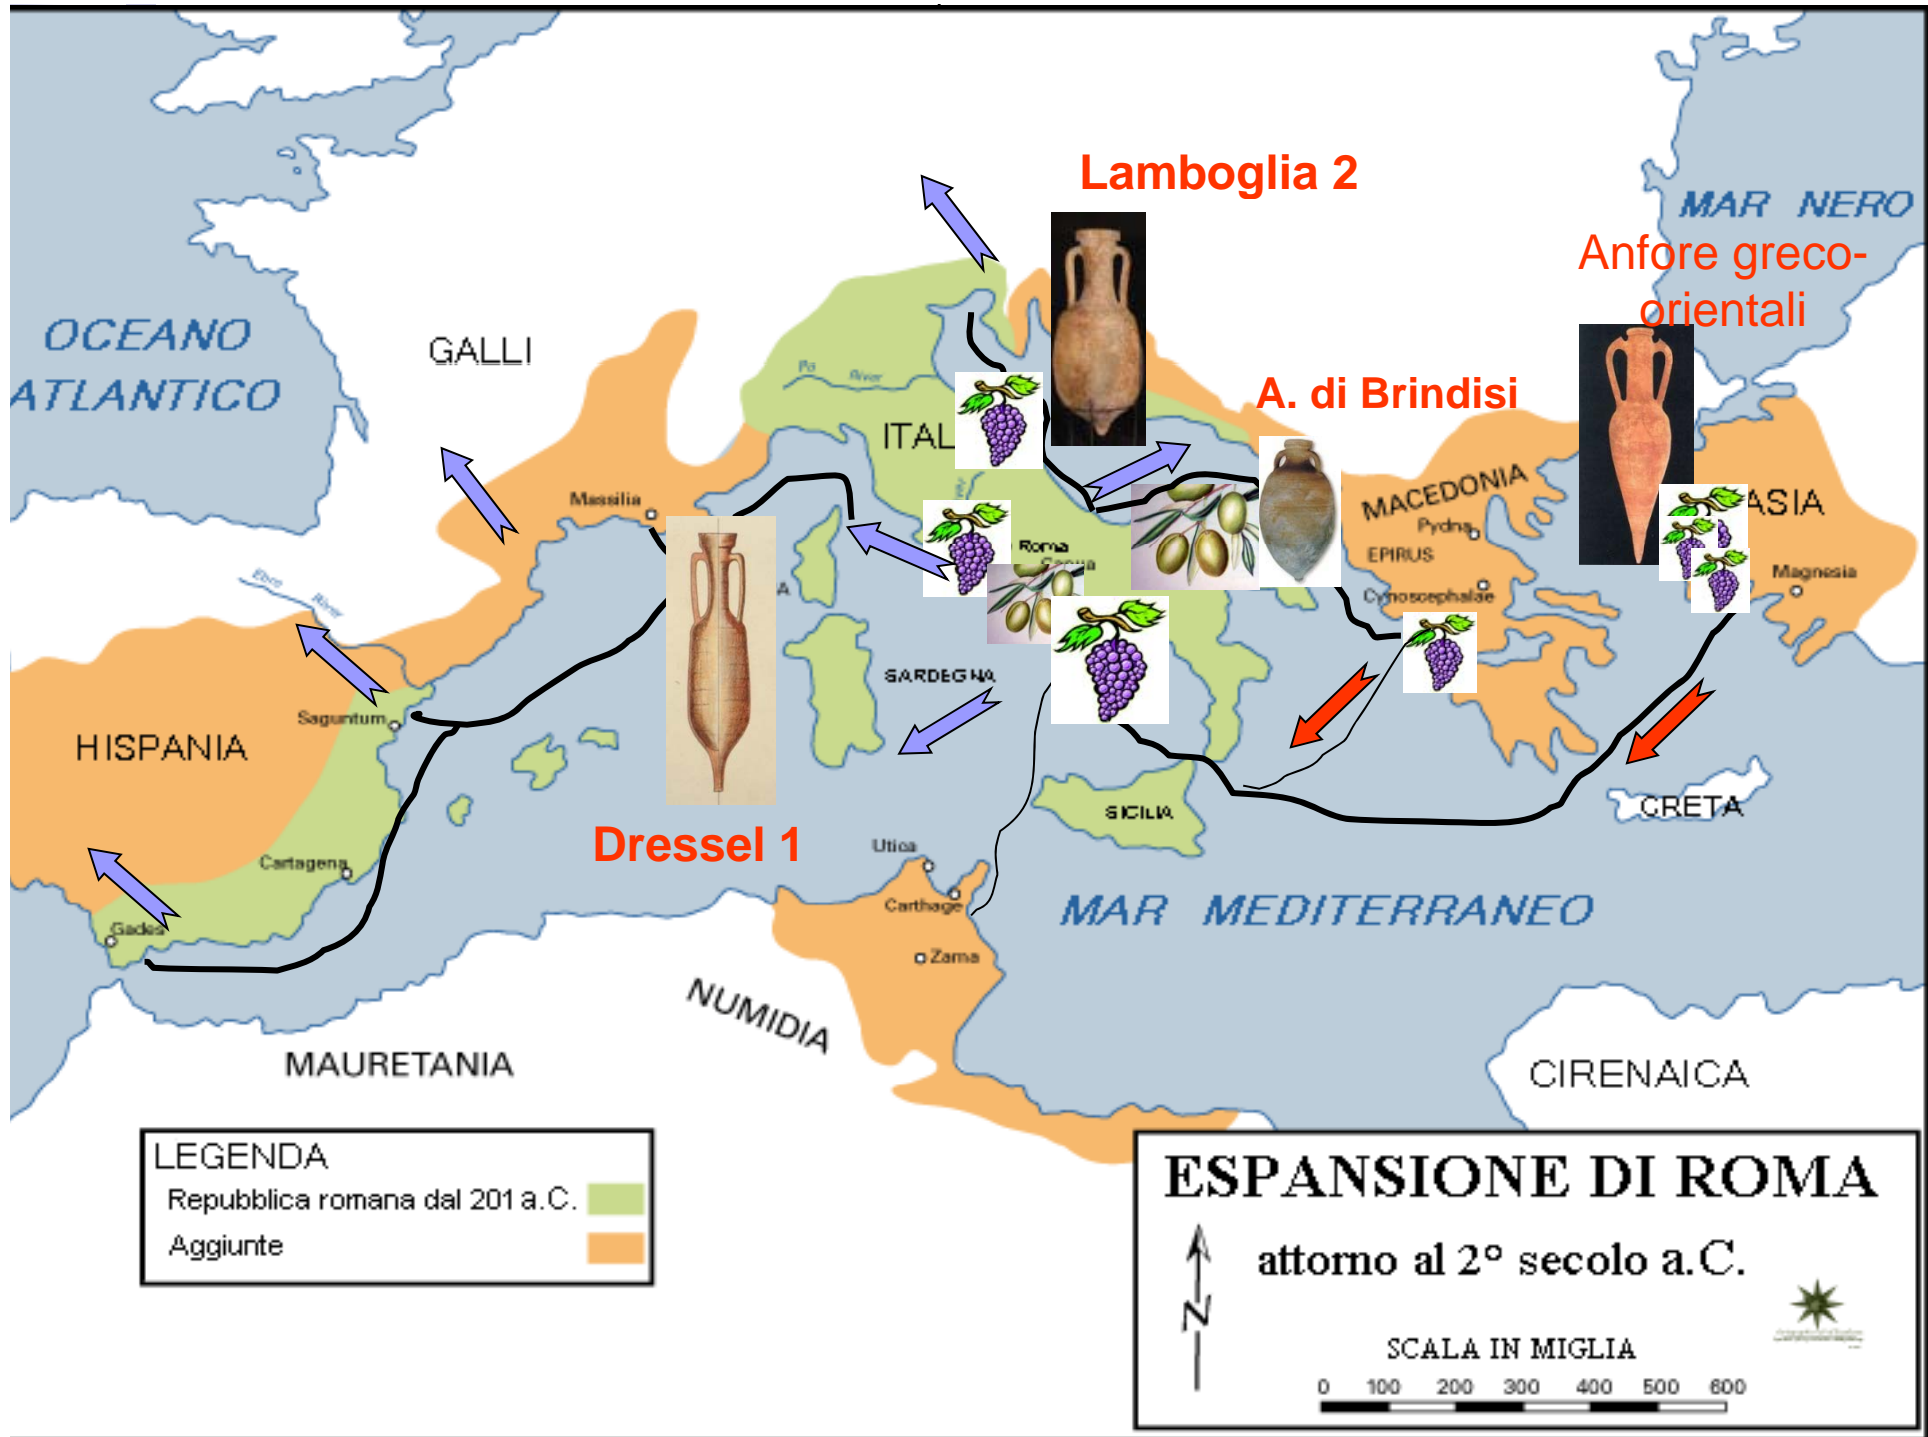 Lamboglia 2
MAR NERO
Anfore greco-
orientali
OCEANO
ATLANTICO
GALLI
Po River
A. di Brindisi
ITAL
MACEDONIA
Pydna
ASIA
Massilia
Roma
EPIRUS
Magnesia
Cynoscephalae
Ebro River
A
SARDEGNA
Saguntum
HISPANIA
SICILIA
CRETA
Dressel 1
Utica
Cartagena
Carthage
MAR MEDITERRANEO
Gades
Zama
NUMIDIA
MAURETANIA
CIRENAICA
LEGENDA
Repubblica romana dal 201 a.C.
Aggiunte
ESPANSIONE DI ROMA
attorno al 2° secolo a.C.
N
SCALA IN MIGLIA
0 100 200 300 400 500 600